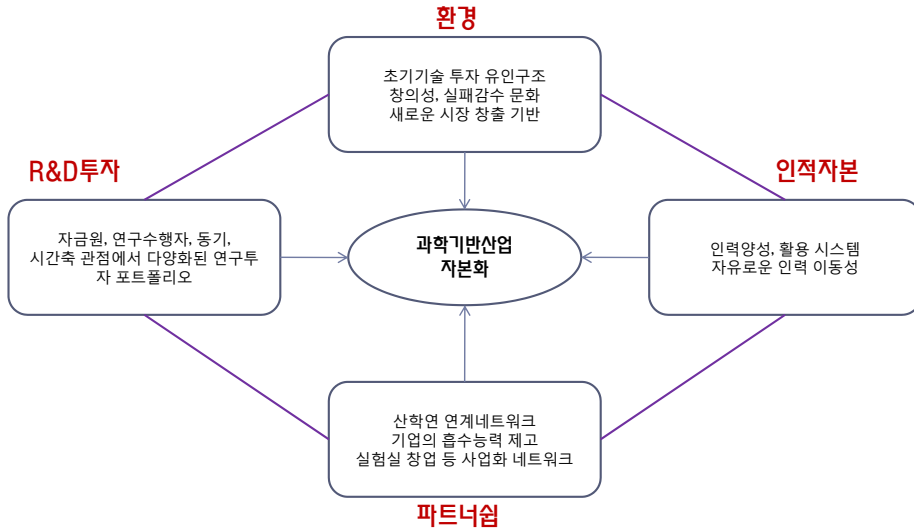 환경
초기기술 투자 유인구조
창의성, 실패감수 문화
새로운 시장 창출 기반
R&D투자
자금원, 연구수행자, 동기,
시간축 관점에서 다양화된 연구투
자 포트폴리오
과학기반산업
자본화
인적자본
인력양성, 활용 시스템
자유로운 인력 이동성
산학연 연계네트워크
기업의 흡수능력 제고
실험실 창업 등 사업화 네트워크
파트너쉽